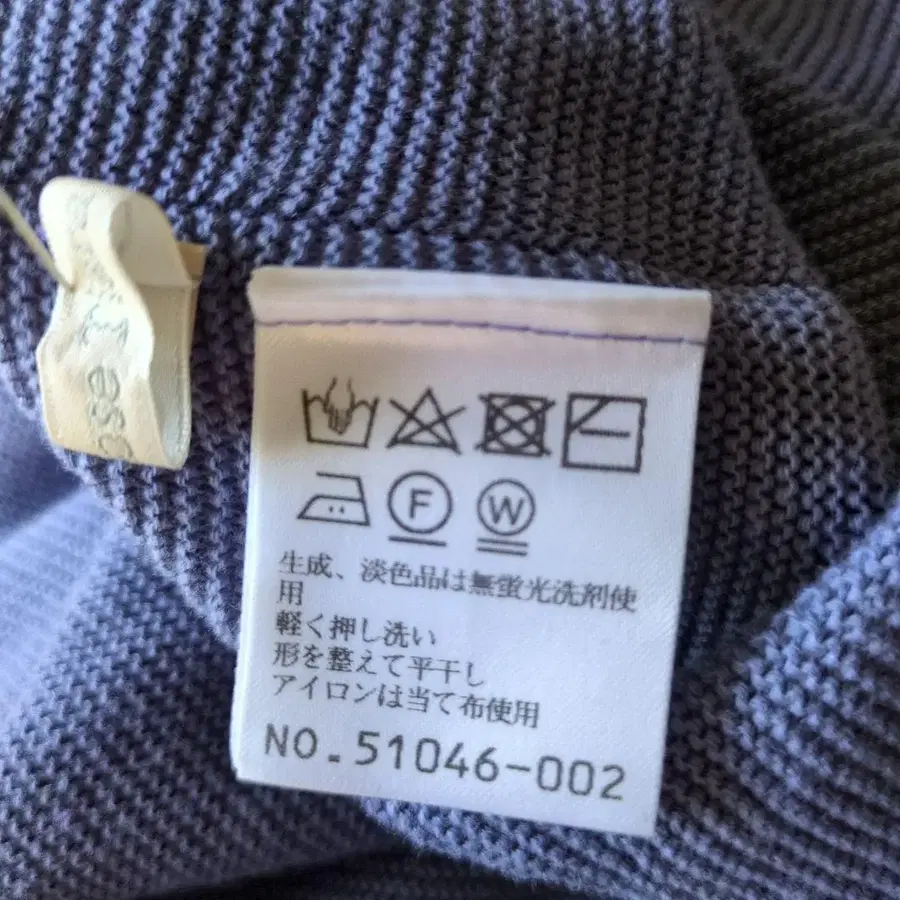 F W
生成、淡色品は無蛍光洗剤使
用
軽く押し洗い
形を整えて平干し
アイロンは当て布使用
NO.51046-002